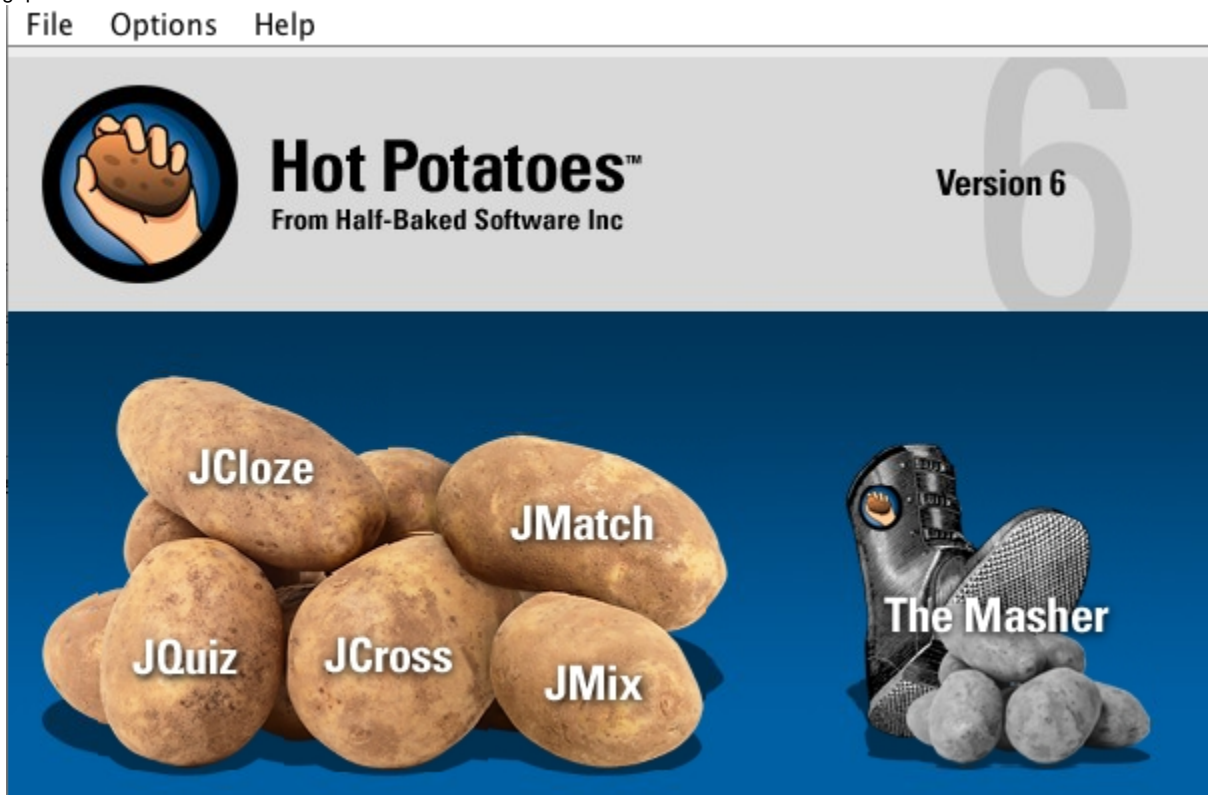 File Options Help
Hot Potatoes™
From Half-Baked Software Inc
6
Version 6
JCloze
JMatch
JQuiz
JCross
JMix
The Masher